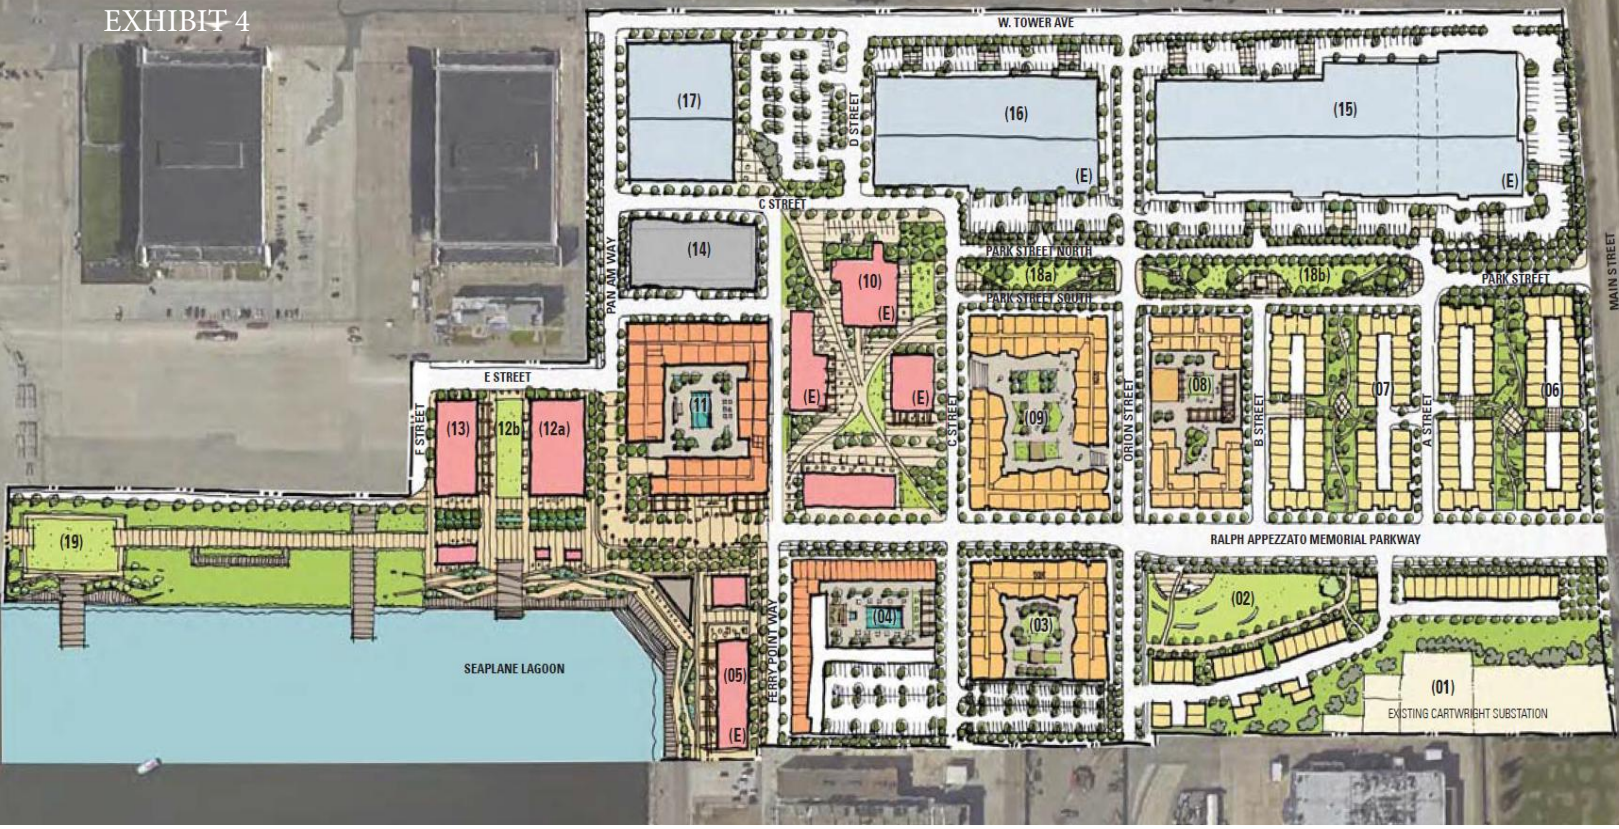 EXHIBIT 4
W. TOWER AVE
(17)
D STREET
(16)
(E)
(15)
(E)
C STREET
PAN AM WAY
(14)
(10)
(E)
PARK STREET NORTH
(18a)
PARK STREET SOUTH
(18b)
PARK STREET
MAIN STREET
E STREET
F STREET
(13)
12b
(12a)
(11)
(E)
(E)
C STREET
(09)
ORION STREET
(08)
B STREET
(07)
A STREET
(06)
RALPH APPEZZATO MEMORIAL PARKWAY
(19)
SEAPLANE LAGOON
(05)
(E)
FERRY POINT WAY
(04)
(03)
(02)
(01)
EXISTING CARTWRIGHT SUBSTATION